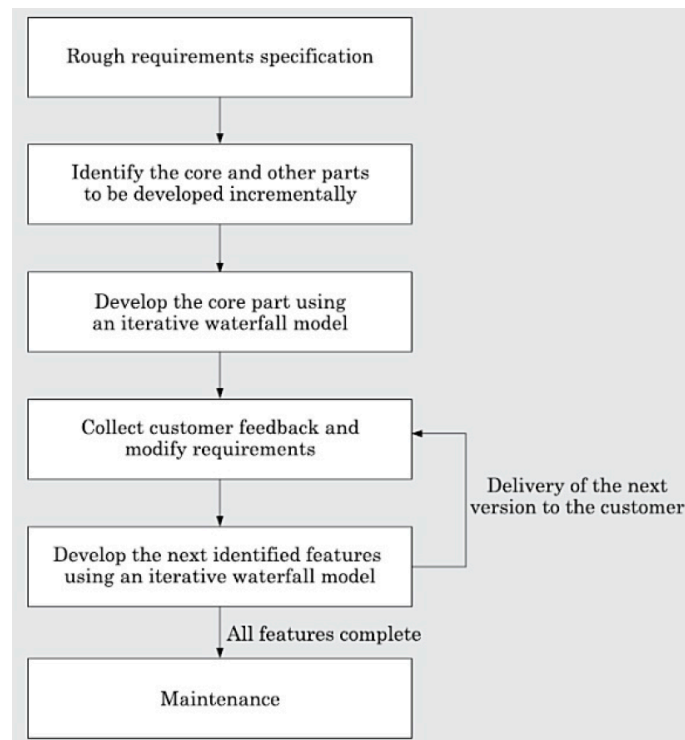 Rough requirements specification
Identify the core and other parts
to be developed incrementally
Develop the core part using
an iterative waterfall model
Collect customer feedback and
modify requirements
Delivery of the next
version to the customer
Develop the next identified features
using an iterative waterfall model
All features complete
Maintenance